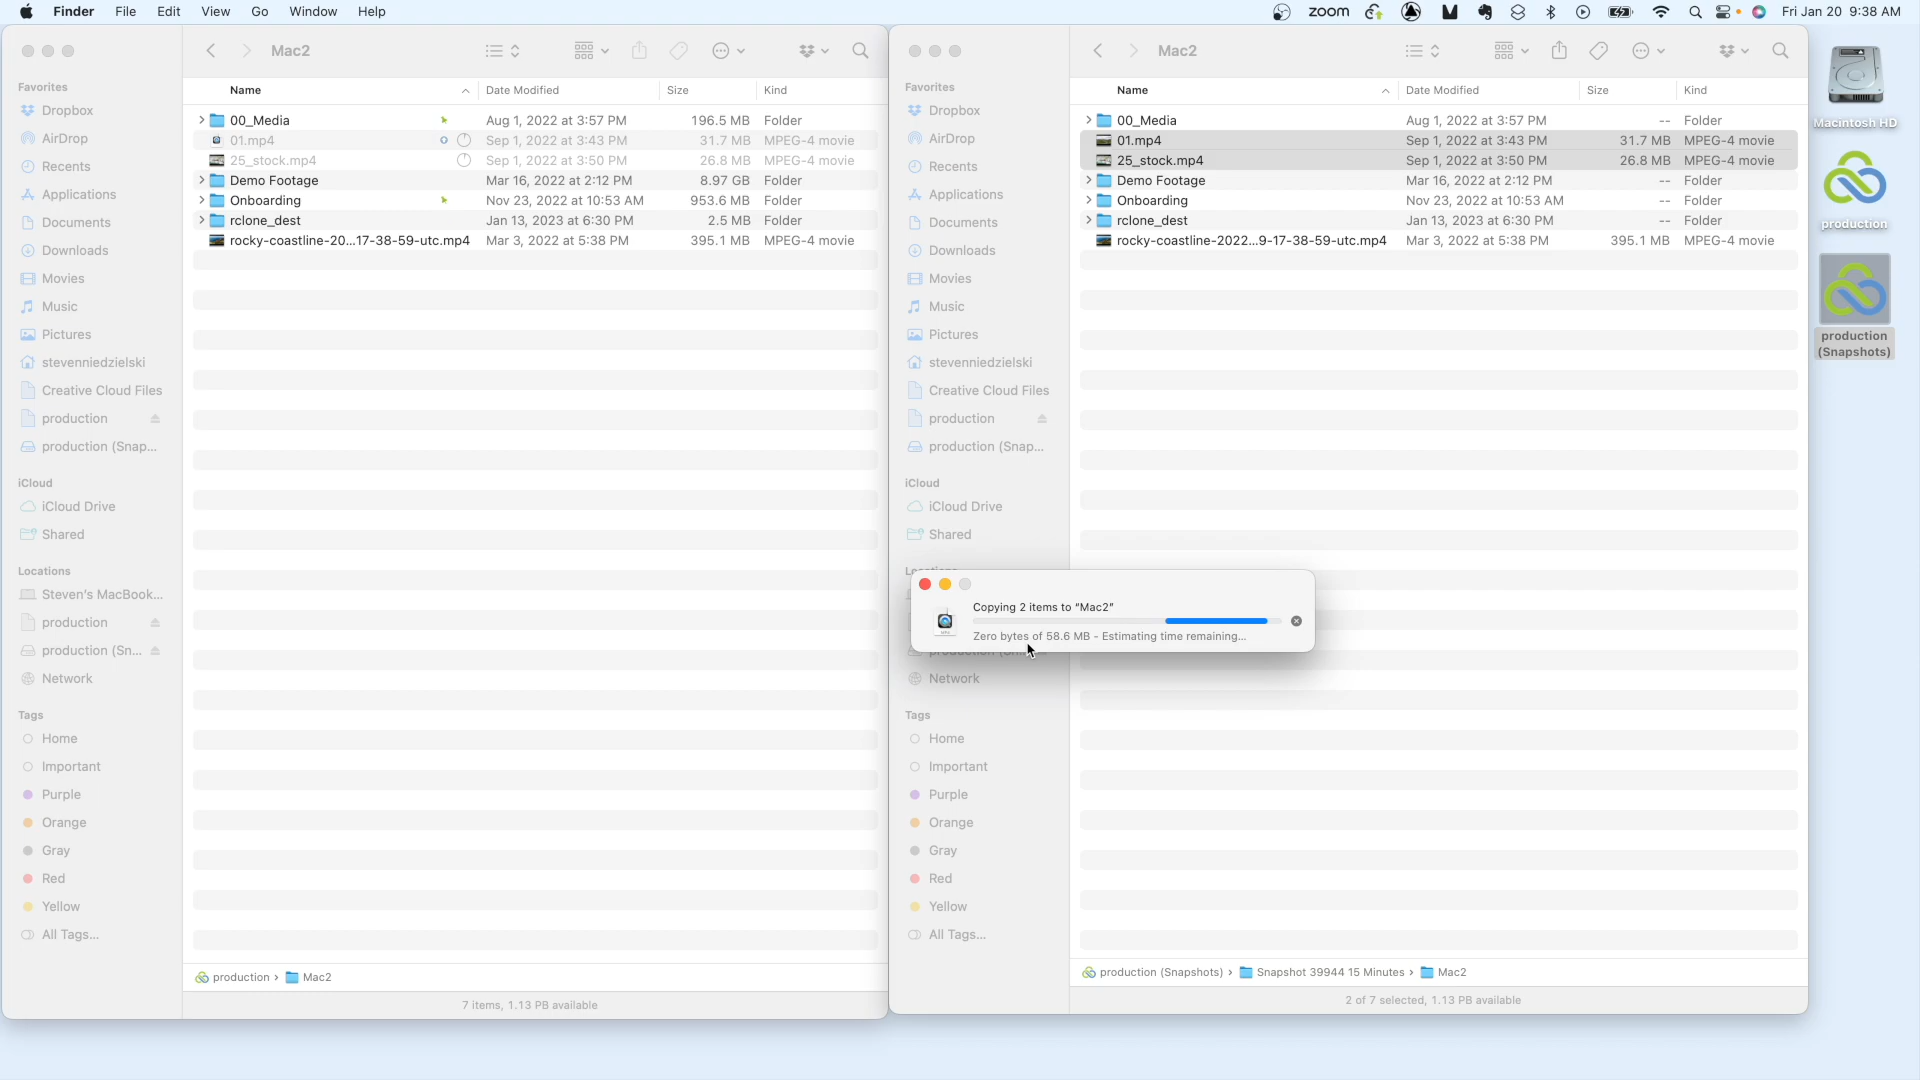 Finder File Edit View Go Window Help
zoom
Fri Jan 20 9:38 AM
Mac2
Favorites
Dropbox
AirDrop
Recents
Applications
Documents
Downloads
Movies
Music
Pictures
stevenniedzielski
Creative Cloud Files
production
production (Snap...
iCloud
iCloud Drive
Shared
Locations
Steven's MacBook...
production
production (Sn...
Network
Tags
Home
Important
Purple
Orange
Gray
Red
Yellow
All Tags...
Name Date Modified Size Kind
00_Media Aug 1, 2022 at 3:57 PM 196.5 MB Folder
01.mp4 Sep 1, 2022 at 3:43 PM 31.7 MB MPEG-4 movie
25_stock.mp4 Sep 1, 2022 at 3:50 PM 26.8 MB MPEG-4 movie
Demo Footage Mar 16, 2022 at 2:12 PM 8.97 GB Folder
Onboarding Nov 23, 2022 at 10:53 AM 953.6 MB Folder
rclone_dest Jan 13, 2023 at 6:30 PM 2.5 MB Folder
rocky-coastline-20...17-38-59-utc.mp4 Mar 3, 2022 at 5:38 PM 395.1 MB MPEG-4 movie
production › Mac2
7 items, 1.13 PB available
Mac2
Favorites
Dropbox
AirDrop
Recents
Applications
Documents
Downloads
Movies
Music
Pictures
stevenniedzielski
Creative Cloud Files
production
production (Snap...
iCloud
iCloud Drive
Shared
Network
Tags
Home
Important
Purple
Orange
Gray
Red
Yellow
All Tags...
Name Date Modified Size Kind
00_Media Aug 1, 2022 at 3:57 PM -- Folder
01.mp4 Sep 1, 2022 at 3:43 PM 31.7 MB MPEG-4 movie
25_stock.mp4 Sep 1, 2022 at 3:50 PM 26.8 MB MPEG-4 movie
Demo Footage Mar 16, 2022 at 2:12 PM -- Folder
Onboarding Nov 23, 2022 at 10:53 AM -- Folder
rclone_dest Jan 13, 2023 at 6:30 PM -- Folder
rocky-coastline-2022...9-17-38-59-utc.mp4 Mar 3, 2022 at 5:38 PM 395.1 MB MPEG-4 movie
Copying 2 items to "Mac2"
Zero bytes of 58.6 MB - Estimating time remaining...
production (Snapshots) › Snapshot 39944 15 Minutes › Mac2
2 of 7 selected, 1.13 PB available
Macintosh HD
production
production
(Snapshots)